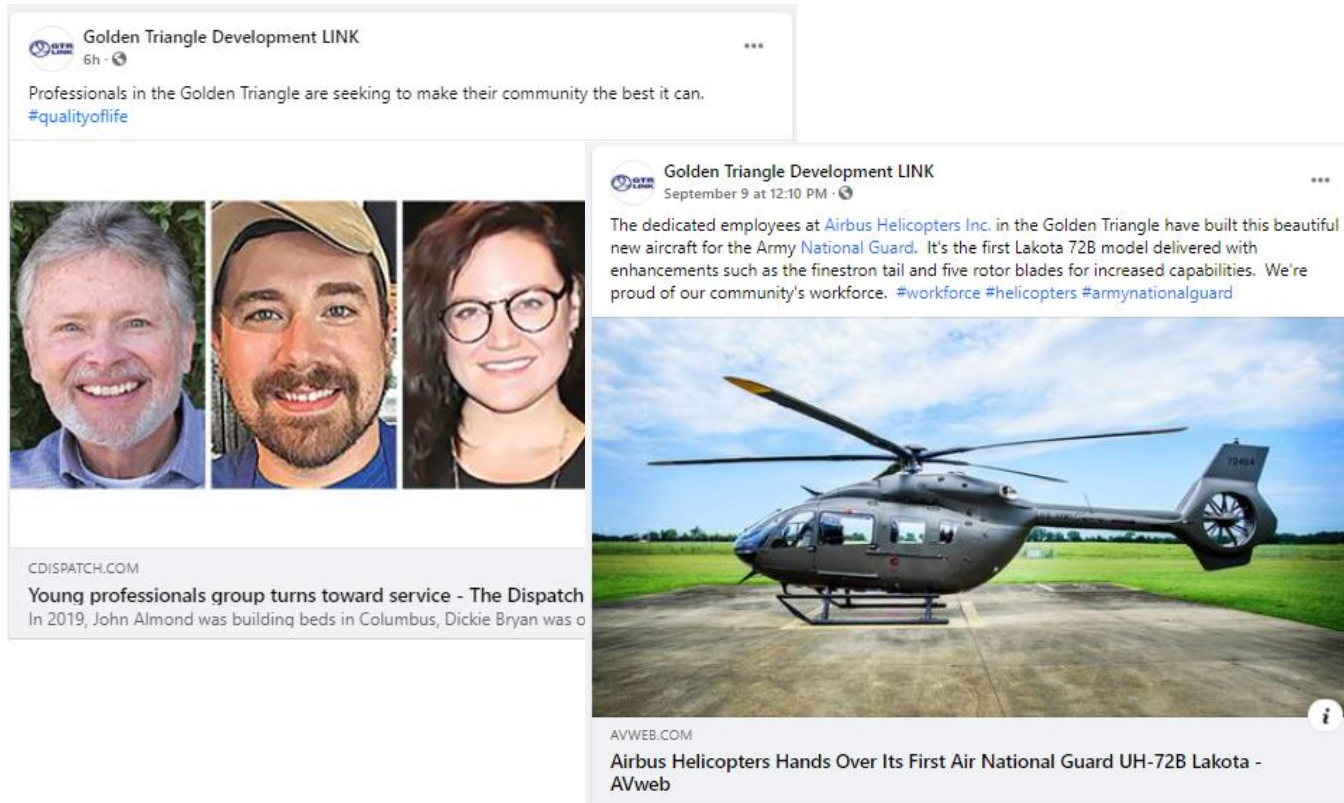 GTR
LINK
Golden Triangle Development LINK
6h ·
Professionals in the Golden Triangle are seeking to make their community the best it can.
#qualityoflife
CDISPATCH.COM
Young professionals group turns toward service - The Dispatch
In 2019, John Almond was building beds in Columbus, Dickie Bryan was o
GTR
LINK
Golden Triangle Development LINK
September 9 at 12:10 PM ·
The dedicated employees at Airbus Helicopters Inc. in the Golden Triangle have built this beautiful
new aircraft for the Army National Guard. It's the first Lakota 72B model delivered with
enhancements such as the finestron tail and five rotor blades for increased capabilities. We're
proud of our community's workforce. #workforce #helicopters #armynationalguard
i
AVWEB.COM
Airbus Helicopters Hands Over Its First Air National Guard UH-72B Lakota -
AVweb